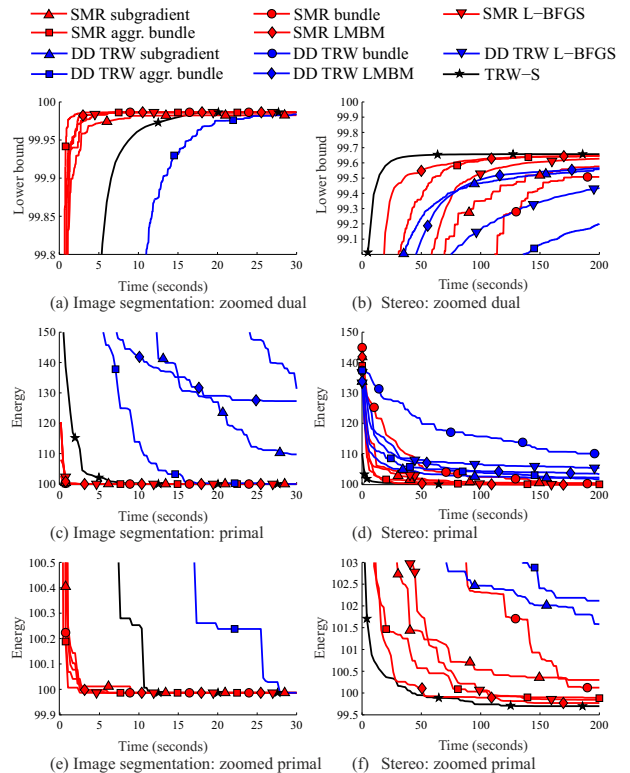 SMR subgradient SMR bundle SMR L−BFGS
SMR aggr. bundle SMR LMBM
DD TRW subgradient DD TRW bundle DD TRW L−BFGS
DD TRW aggr. bundle DD TRW LMBM TRW−S
100
99.95
99.9
99.85
99.8
Lower bound
0 5 10 15 20 25 30
Time (seconds)
(a) Image segmentation: zoomed dual
99.9
99.8
99.7
99.6
99.5
99.4
99.3
99.2
99.1
Lower bound
0 50 100 150 200
Time (seconds)
(b) Stereo: zoomed dual
150
140
130
120
110
100
Energy
0 5 10 15 20 25 30
Time (seconds)
(c) Image segmentation: primal
150
140
130
120
110
100
Energy
0 50 100 150 200
Time (seconds)
(d) Stereo: primal
100.5
100.4
100.3
100.2
100.1
100
99.9
Energy
0 5 10 15 20 25 30
Time (seconds)
(e) Image segmentation: zoomed primal
103
102.5
102
101.5
101
100.5
100
99.5
Energy
0 50 100 150 200
Time (seconds)
(f) Stereo: zoomed primal